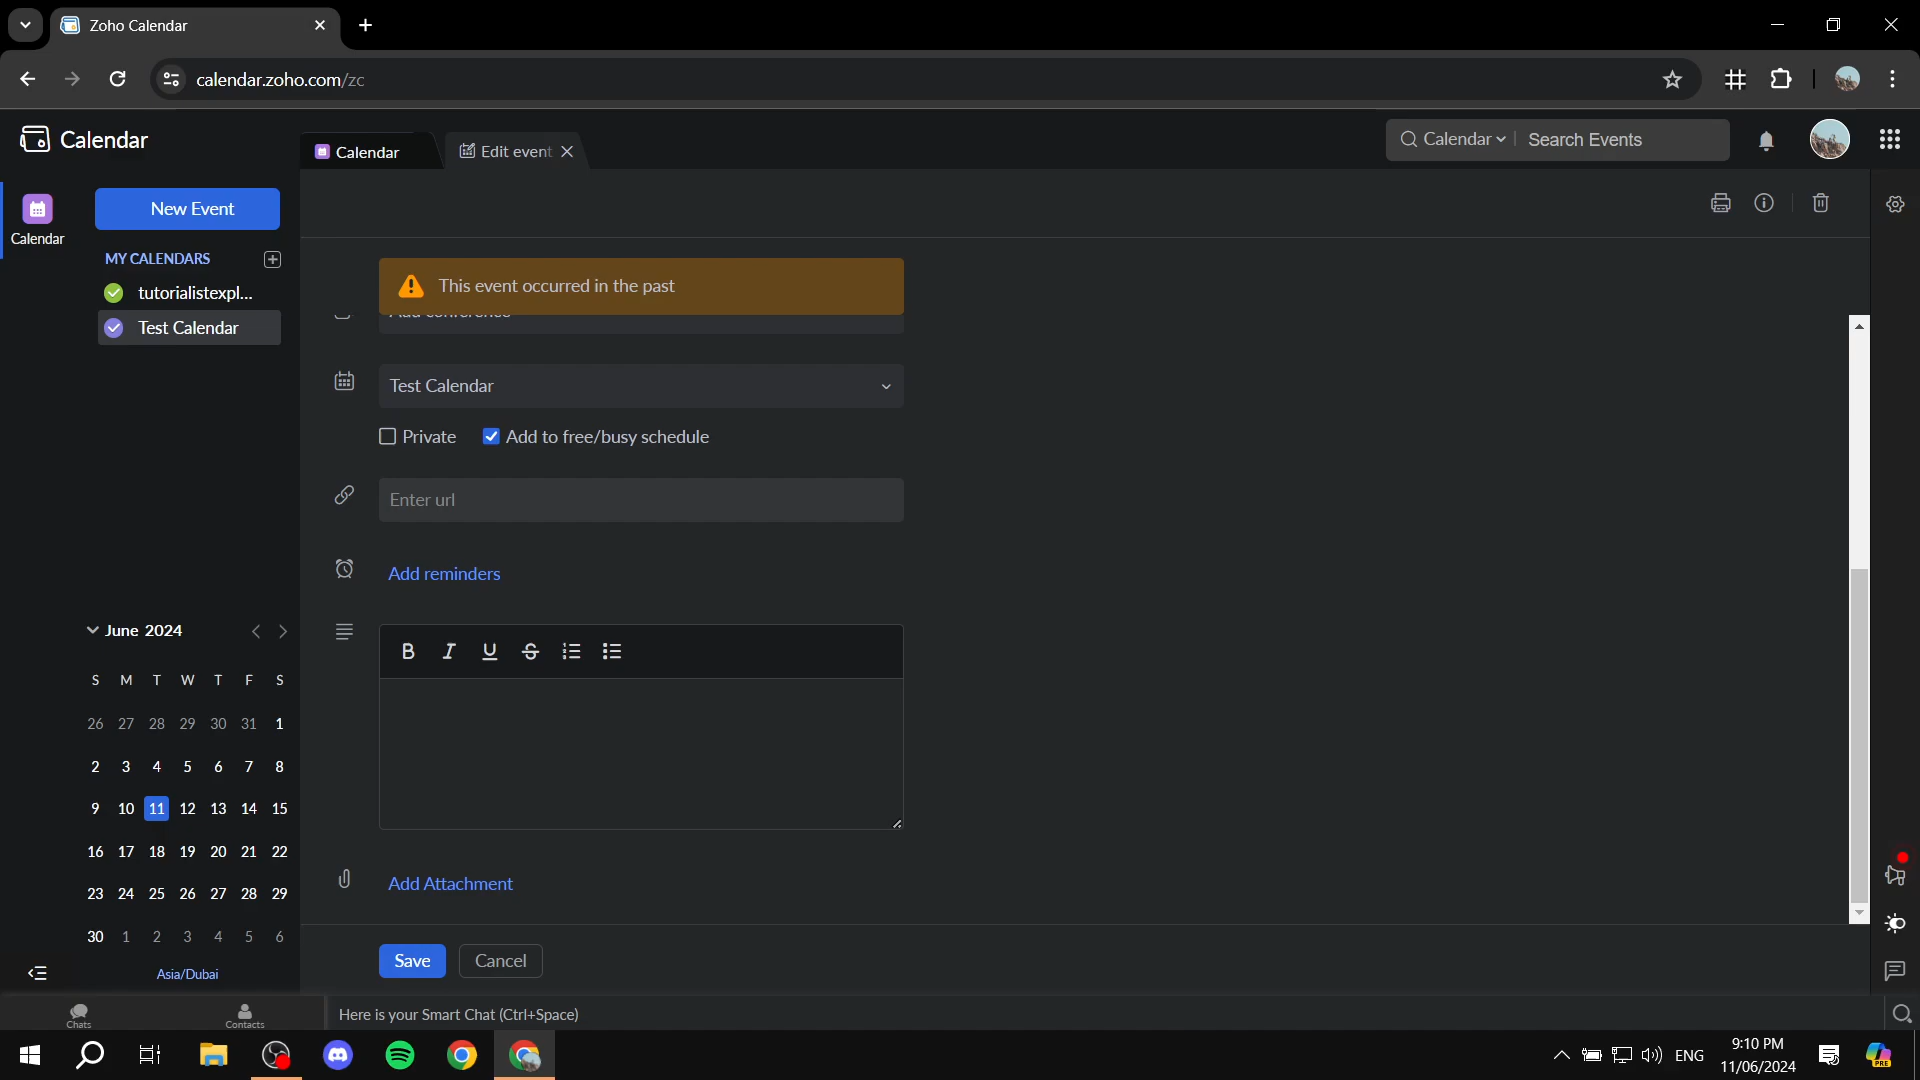 Zoho Calendar
calendar.zoho.com/zc
Calendar
Calendar
Edit event
Calendar
Search Events
Calendar
New Event
MY CALENDARS
tutorialistexpl...
Test Calendar
This event occurred in the past
Add conference
Test Calendar
Private
Add to free/busy schedule
Enter url
Add reminders
B I U S
Add Attachment
Save
Cancel
June 2024
S M T W T F S
26 27 28 29 30 31 1
2 3 4 5 6 7 8
9 10 11 12 13 14 15
16 17 18 19 20 21 22
23 24 25 26 27 28 29
30 1 2 3 4 5 6
Asia/Dubai
Chats
Contacts
Here is your Smart Chat (Ctrl+Space)
ENG
9:10 PM
11/06/2024
PRE